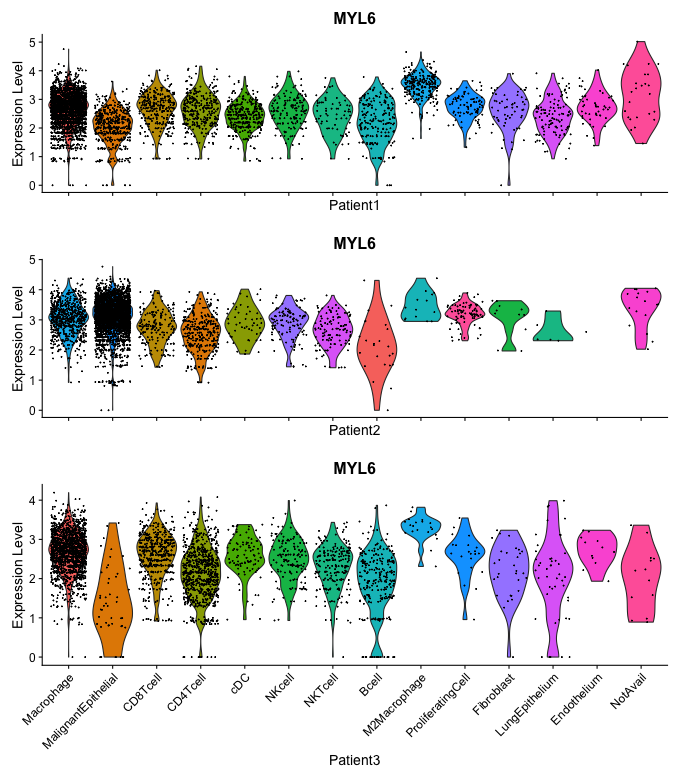 MYL6
Expression Level
5
4
3
2
1
0
Patient1
MYL6
Expression Level
5
4
3
2
1
0
Patient2
MYL6
Expression Level
4
3
2
1
0
Macrophage
MalignantEpithelial
CD8Tcell
CD4Tcell
cDC
NKcell
NKTcell
Bcell
M2Macrophage
ProliferatingCell
Fibroblast
LungEpithelium
Endothelium
NotAvail
Patient3